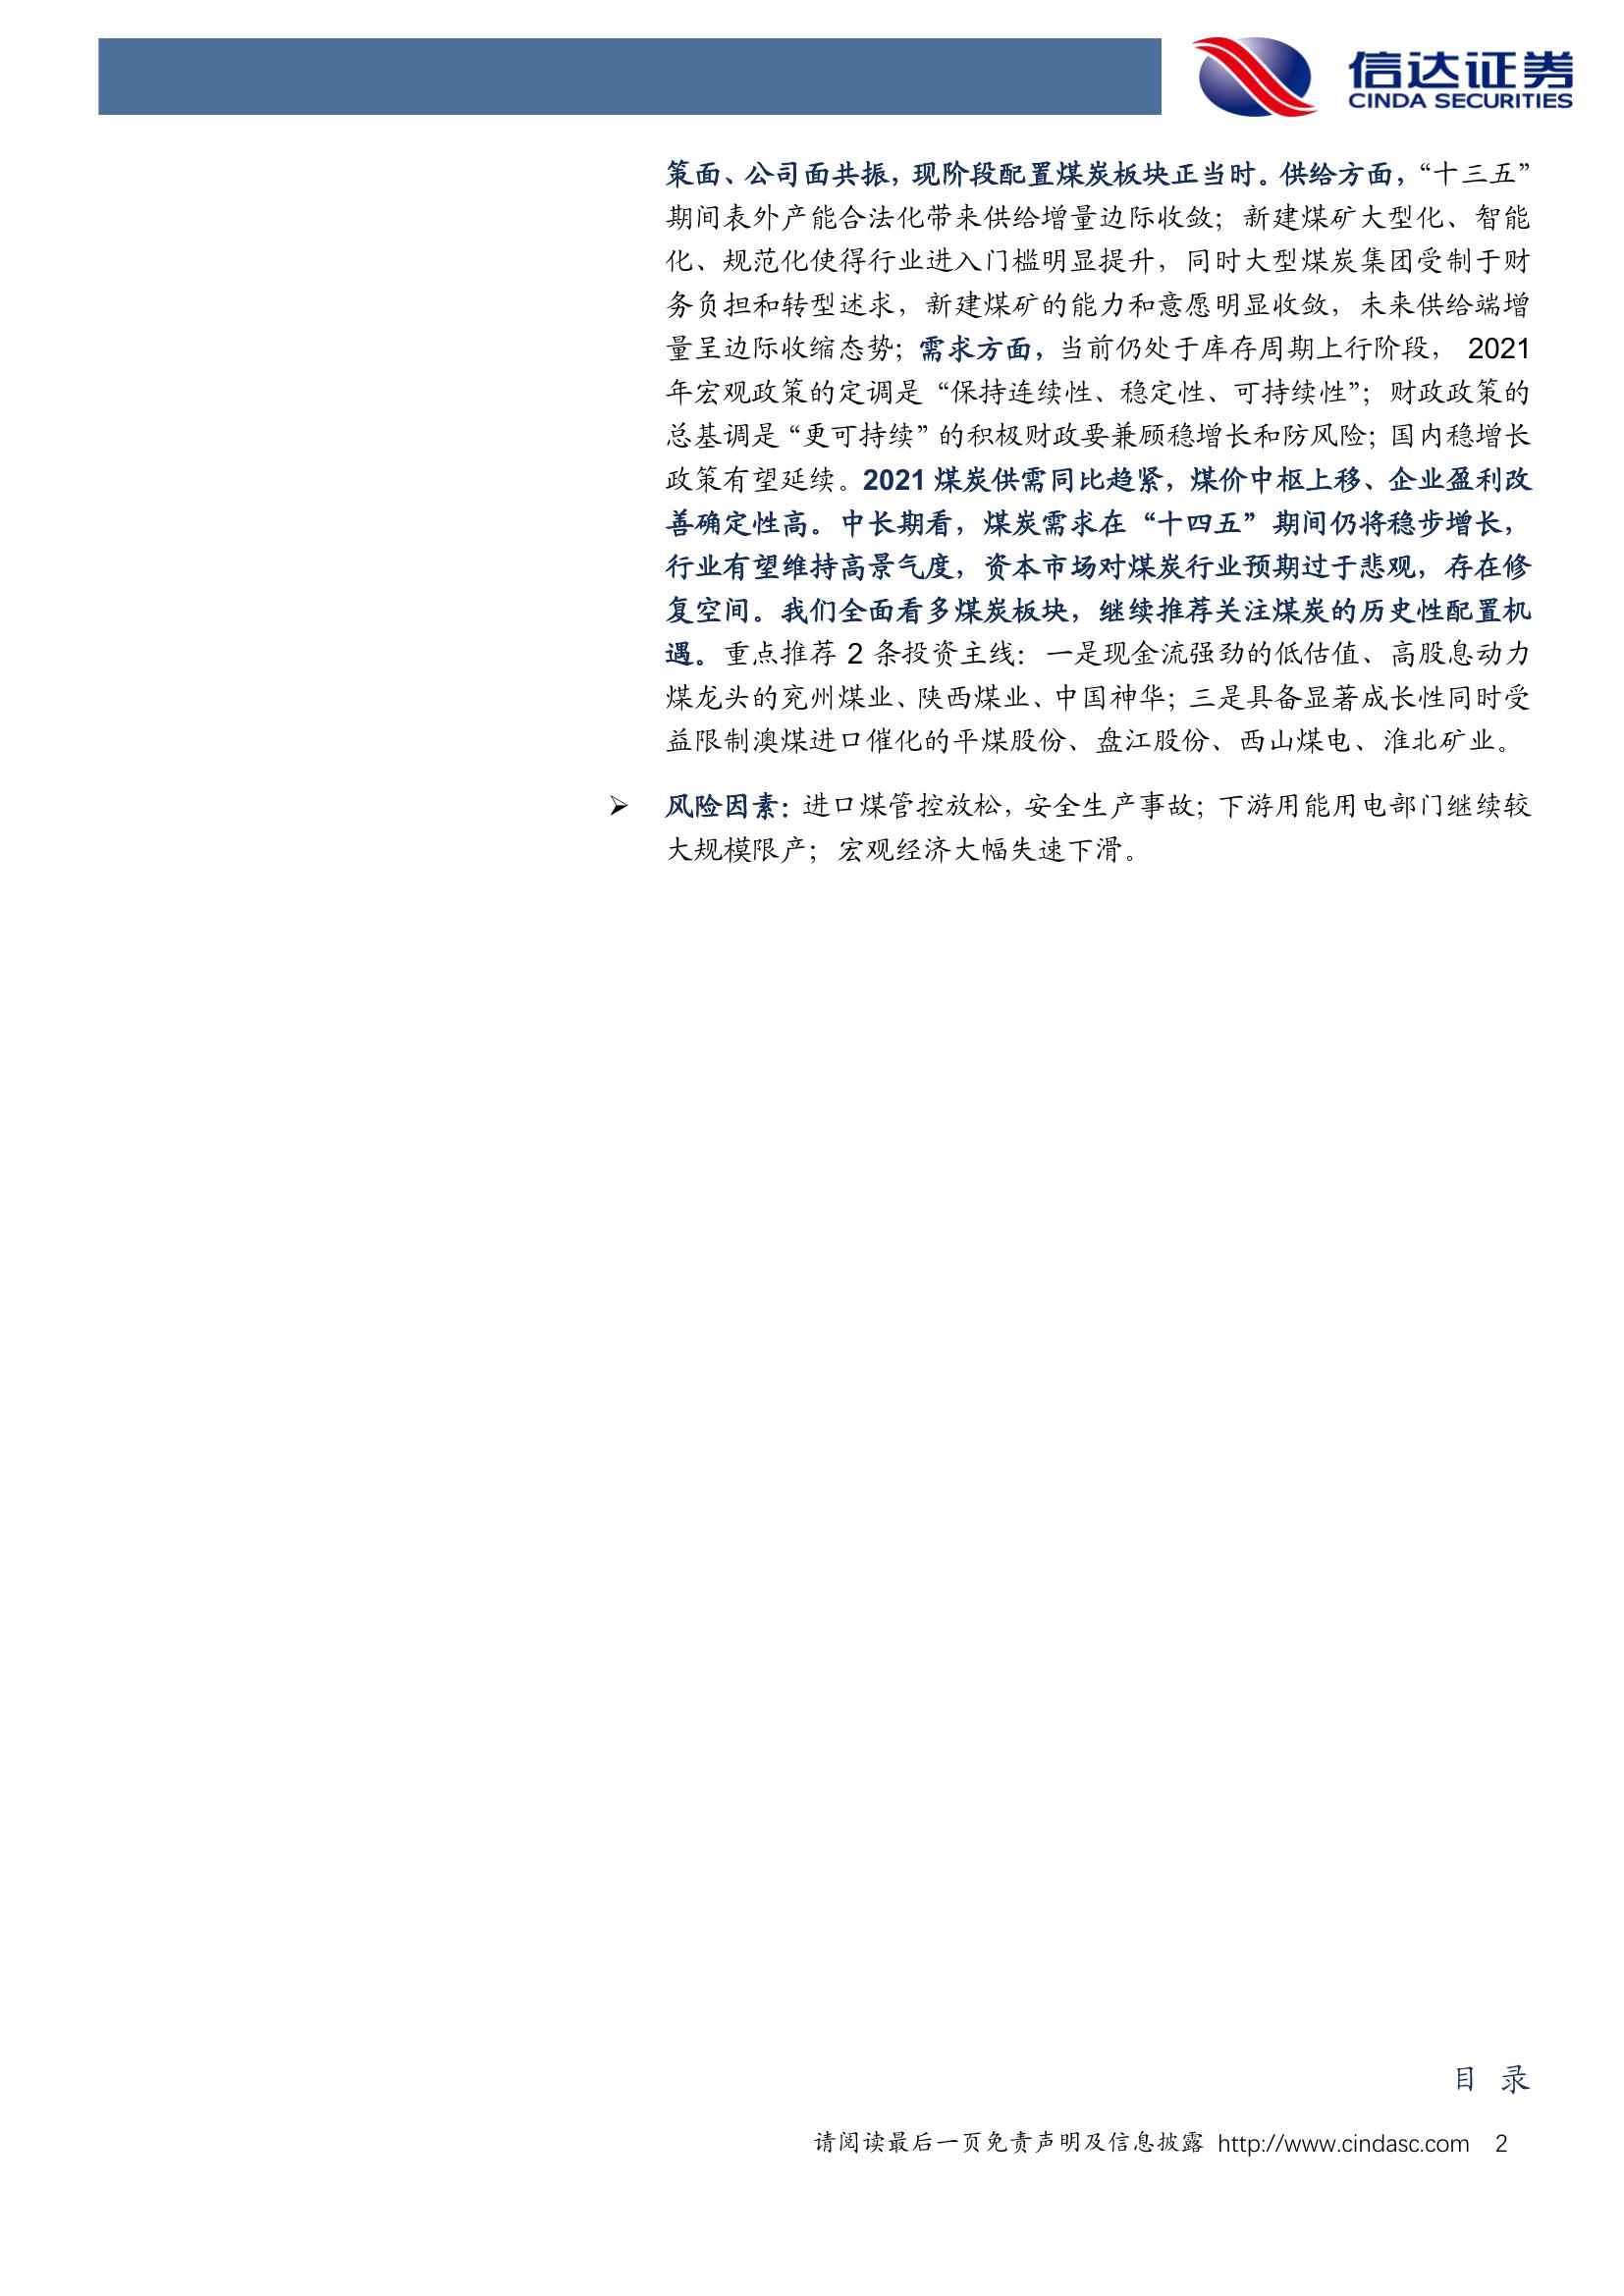 信达证券
CINDA SECURITIES
策面、公司面共振，现阶段配置煤炭板块正当时。供给方面，“十三五”
期间表外产能合法化带来供给增量边际收敛；新建煤矿大型化、智能
化、规范化使得行业进入门槛明显提升，同时大型煤炭集团受制于财
务负担和转型述求，新建煤矿的能力和意愿明显收敛，未来供给端增
量呈边际收缩态势；需求方面，当前仍处于库存周期上行阶段， 2021
年宏观政策的定调是“保持连续性、稳定性、可持续性”；财政政策的
总基调是“更可持续”的积极财政要兼顾稳增长和防风险；国内稳增长
政策有望延续。2021 煤炭供需同比趋紧，煤价中枢上移、企业盈利改
善确定性高。中长期看，煤炭需求在“十四五”期间仍将稳步增长，
行业有望维持高景气度，资本市场对煤炭行业预期过于悲观，存在修
复空间。我们全面看多煤炭板块，继续推荐关注煤炭的历史性配置机
遇。重点推荐 2 条投资主线：一是现金流强劲的低估值、高股息动力
煤龙头的兖州煤业、陕西煤业、中国神华；三是具备显著成长性同时受
益限制澳煤进口催化的平煤股份、盘江股份、西山煤电、淮北矿业。
➢ 风险因素：进口煤管控放松，安全生产事故；下游用能用电部门继续较
大规模限产；宏观经济大幅失速下滑。
目 录
请阅读最后一页免责声明及信息披露 http://www.cindasc.com 2